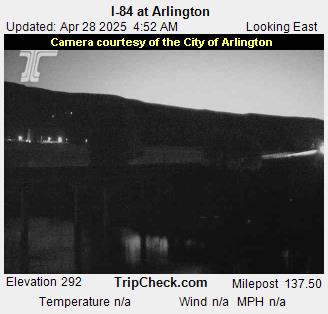 I-84 at Arlington
Updated: Apr 28 2025 4:52 AM Looking East
Camera courtesy of the City of Arlington
Elevation 292 TripCheck.com Milepost 137.50
Temperature n/a Wind n/a MPH n/a